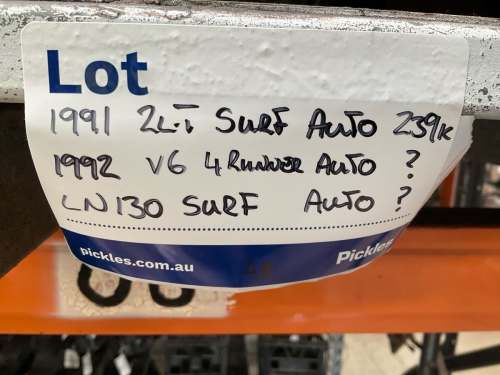 Lot
1991 2L-T SURF AUTO 239K
1992 V6 4RUNNER AUTO ?
LN130 SURF AUTO ?
pickles.com.au Pickles